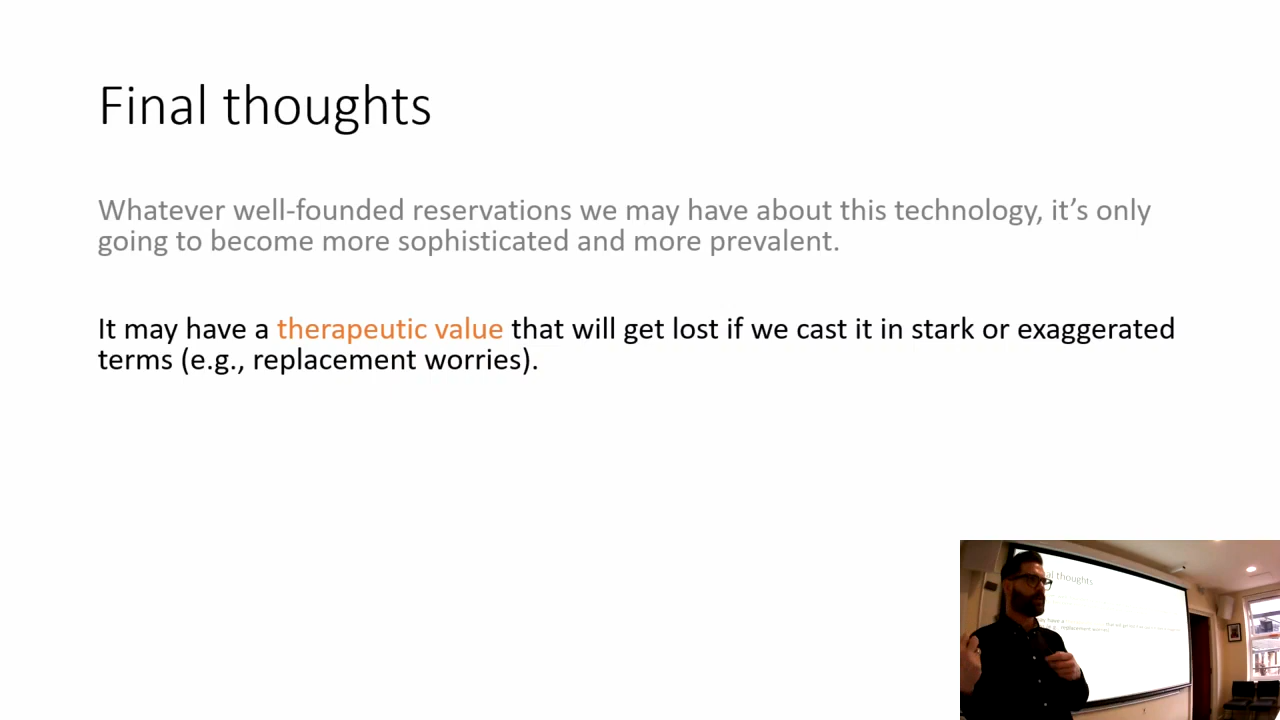 Final thoughts
Whatever well-founded reservations we may have about this technology, it’s only
going to become more sophisticated and more prevalent.
It may have a therapeutic value that will get lost if we cast it in stark or exaggerated
terms (e.g., replacement worries).